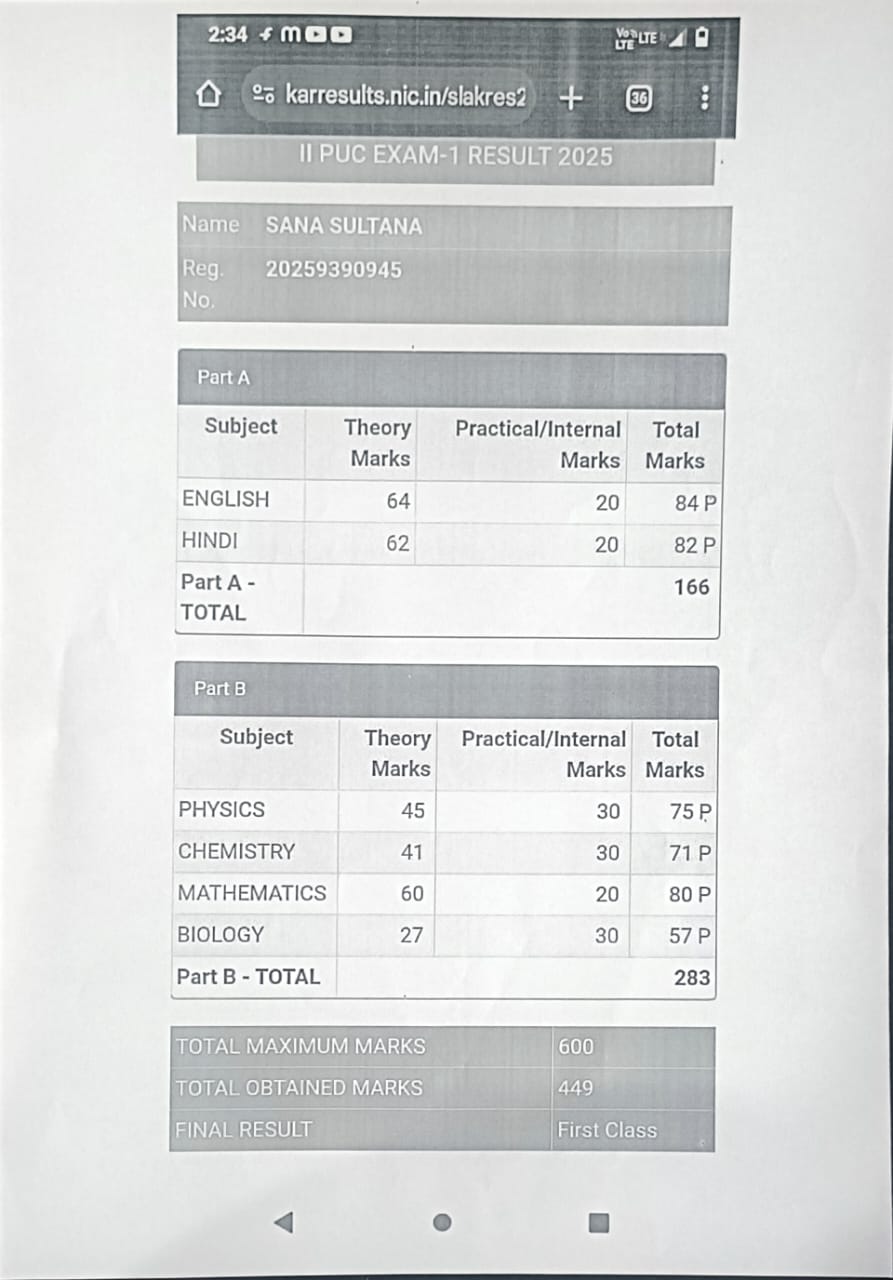 2:34
Vo LTE LTE
karresults.nic.in/slakres2
36
II PUC EXAM-1 RESULT 2025
Name SANA SULTANA
Reg. No. 20259390945
Part A
Subject Theory Marks Practical/Internal Marks Total Marks
ENGLISH 64 20 84 P
HINDI 62 20 82 P
Part A - TOTAL 166
Part B
Subject Theory Marks Practical/Internal Marks Total Marks
PHYSICS 45 30 75 P
CHEMISTRY 41 30 71 P
MATHEMATICS 60 20 80 P
BIOLOGY 27 30 57 P
Part B - TOTAL 283
TOTAL MAXIMUM MARKS 600
TOTAL OBTAINED MARKS 449
FINAL RESULT First Class